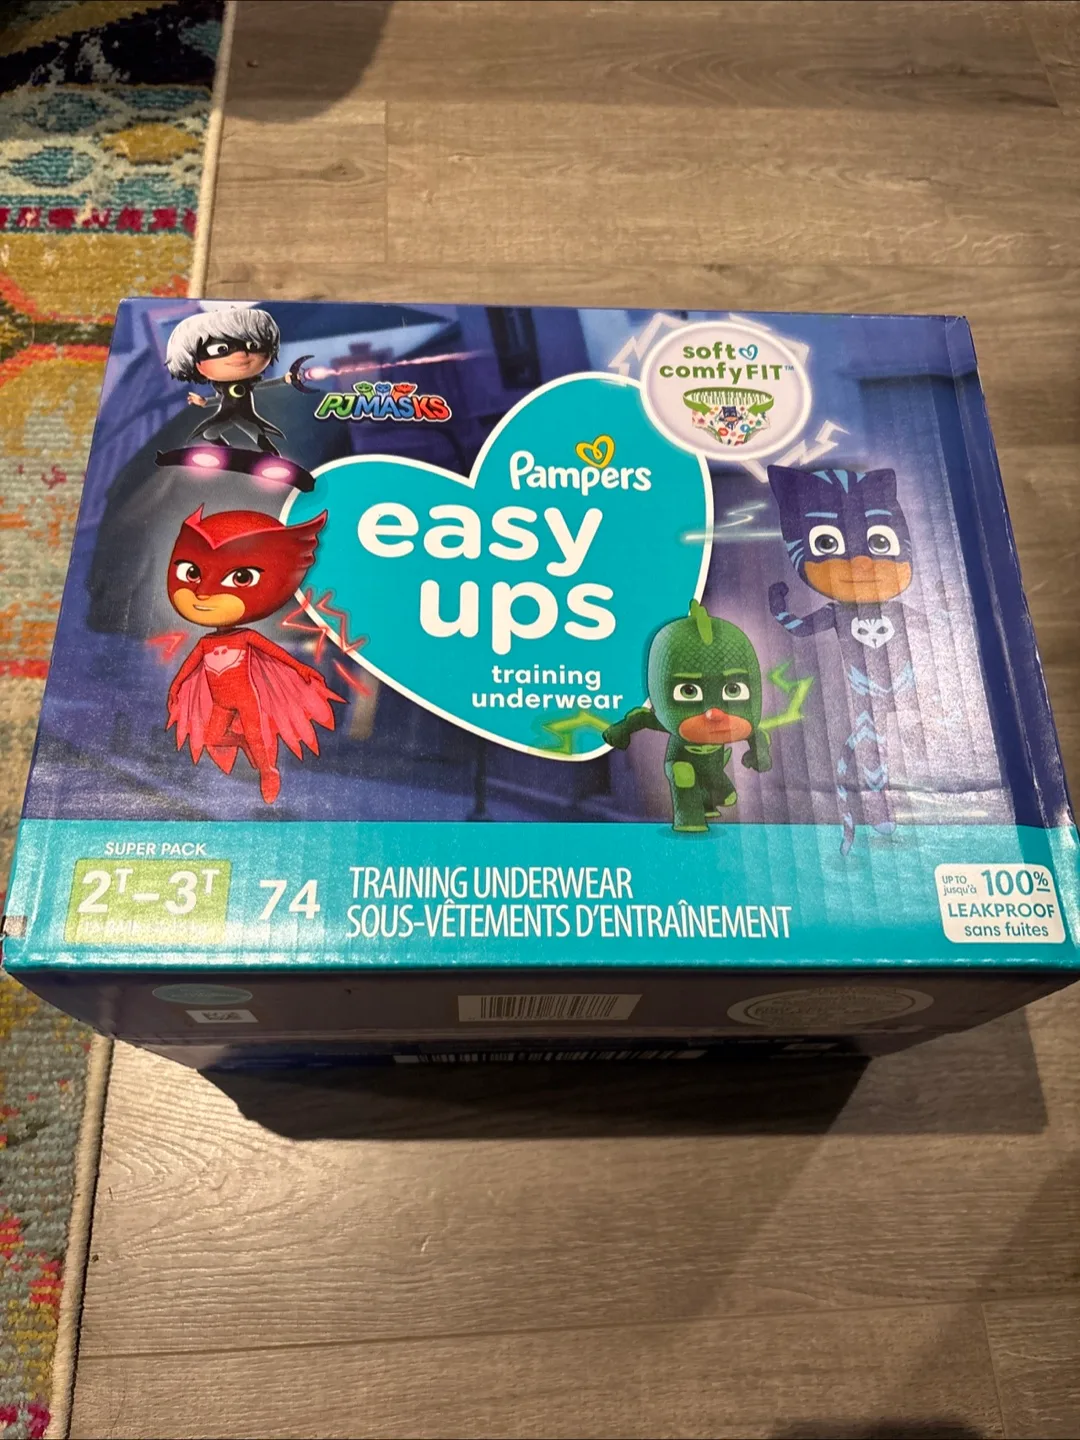 PJMASKS
soft
comfyFIT™
Pampers
easy
ups
training
underwear
SUPER PACK
2T-3T
74
TRAINING UNDERWEAR
SOUS-VÊTEMENTS D'ENTRAÎNEMENT
UP TO
jusqu'à
100%
LEAKPROOF
sans fuites